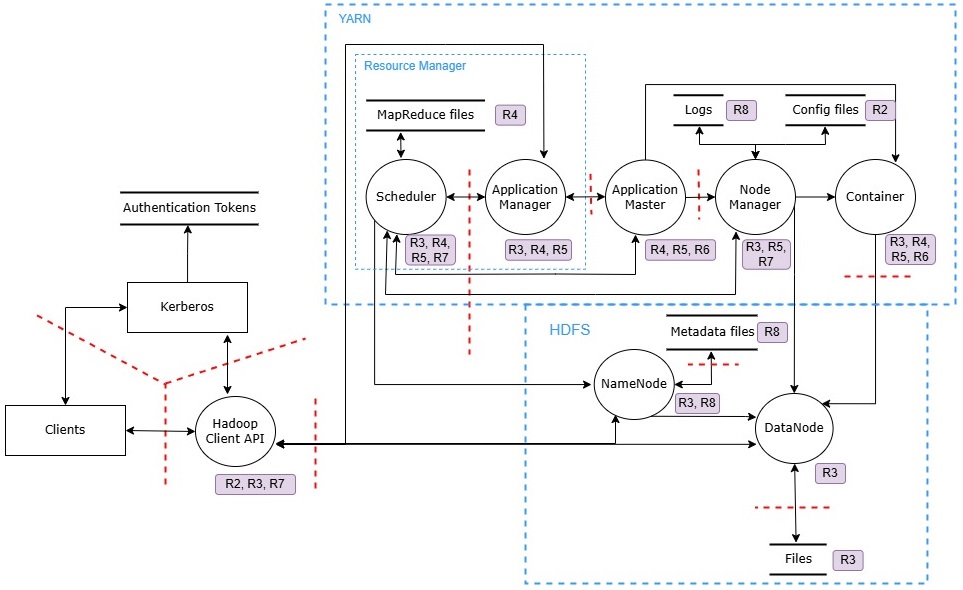 YARN
Resource Manager
MapReduce files
R4
Logs
R8
Config files
R2
Scheduler
R3, R4,
R5, R7
Application
Manager
R3, R4, R5
Application
Master
R4, R5, R6
Node
Manager
R3, R5,
R7
Container
R3, R4,
R5, R6
Authentication Tokens
Kerberos
Clients
Hadoop
Client API
R2, R3, R7
HDFS
Metadata files
R8
NameNode
R3, R8
DataNode
R3
Files
R3